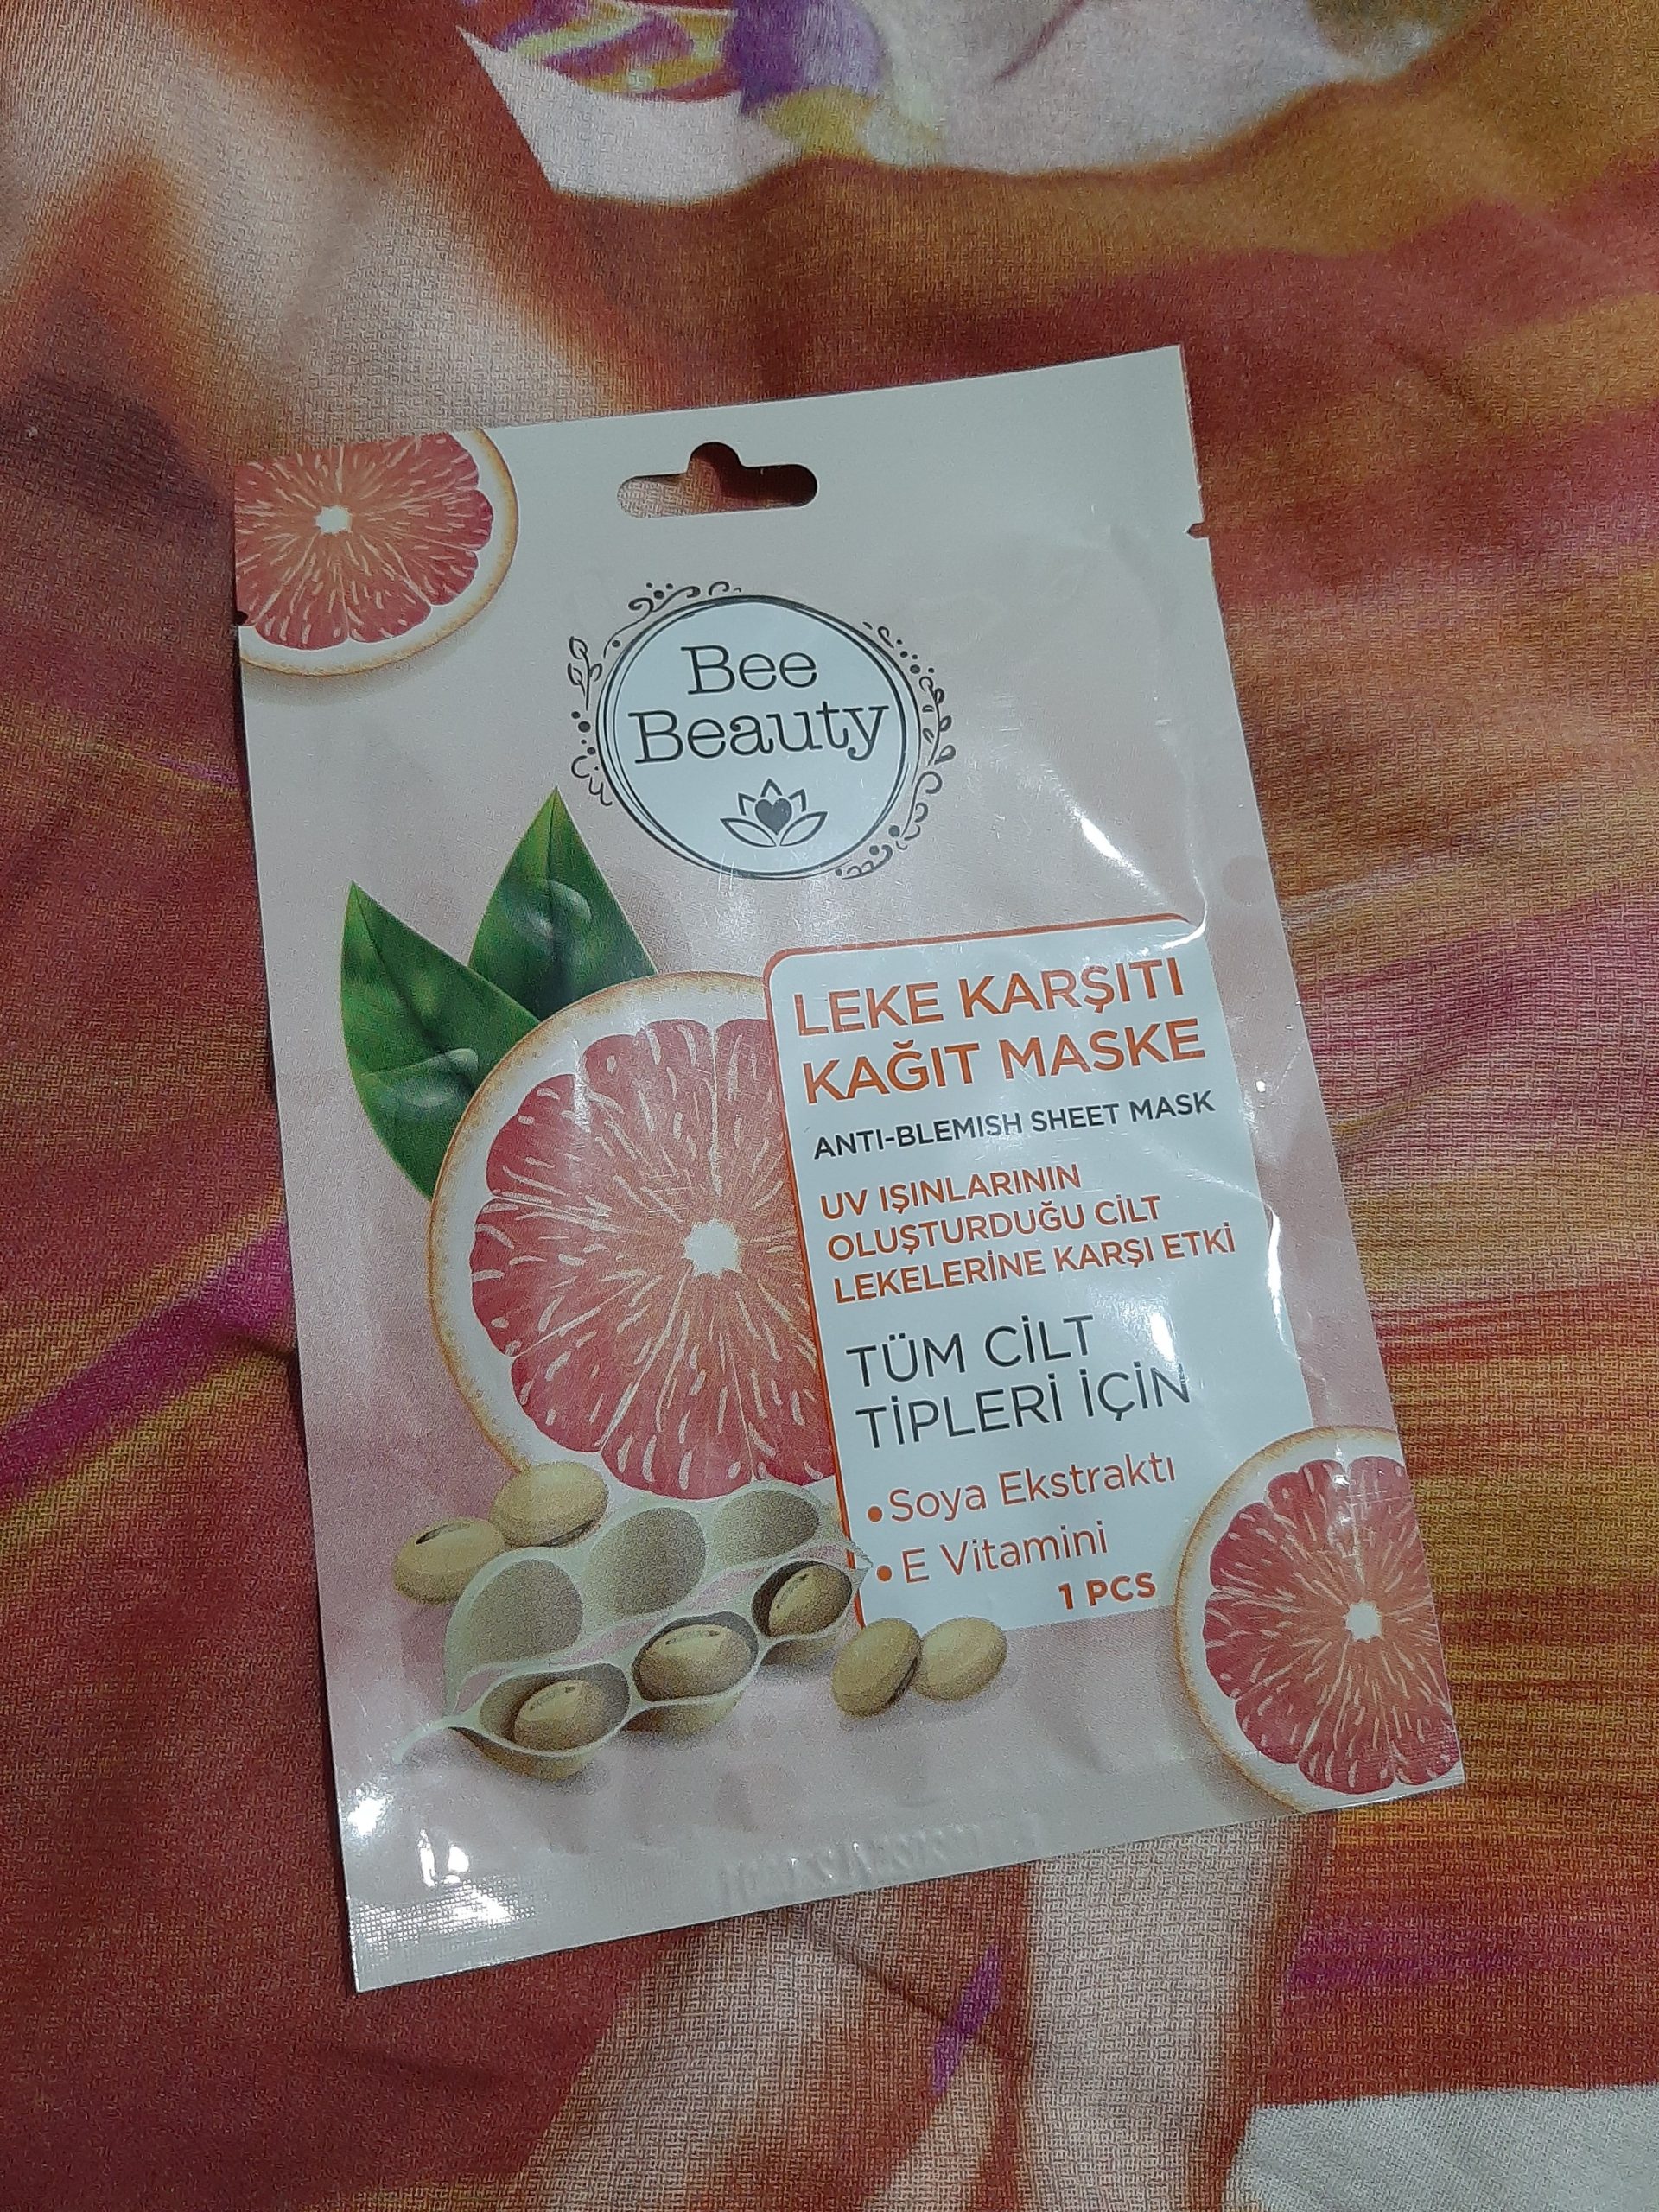 Bee
Beauty
LEKE KARŞITI
KAĞIT MASKE
ANTI-BLEMISH SHEET MASK
UV IŞINLARININ
OLUŞTURDUĞU CİLT
LEKELERİNE KARŞI ETKİ
TÜM CİLT
TİPLERİ İÇİN
• Soya Ekstraktı
• E Vitamini
1 PCS